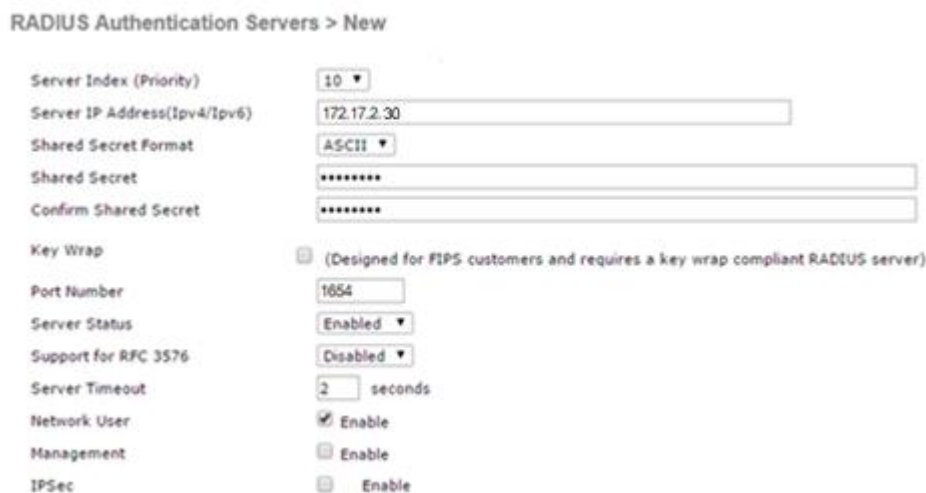 RADIUS Authentication Servers > New
Server Index (Priority) 10
Server IP Address(Ipv4/Ipv6) 172.17.2.30
Shared Secret Format ASCII
Shared Secret ••••••••
Confirm Shared Secret ••••••••
Key Wrap (Designed for FIPS customers and requires a key wrap compliant RADIUS server)
Port Number 1654
Server Status Enabled
Support for RFC 3576 Disabled
Server Timeout 2 seconds
Network User Enable
Management Enable
IPSec Enable